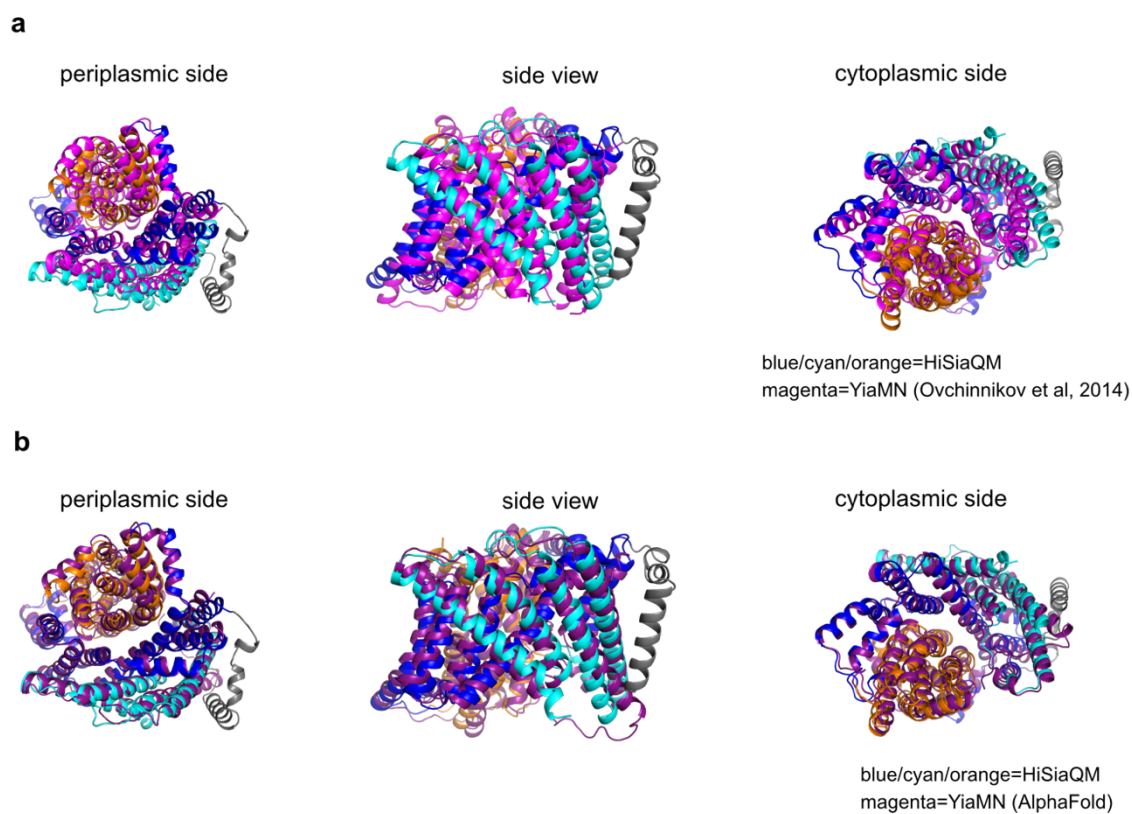 a
periplasmic side
side view
cytoplasmic side
blue/cyan/orange=HiSiaQM
magenta=YiaMN (Ovchinnikov et al, 2014)
b
periplasmic side
side view
cytoplasmic side
blue/cyan/orange=HiSiaQM
magenta=YiaMN (AlphaFold)